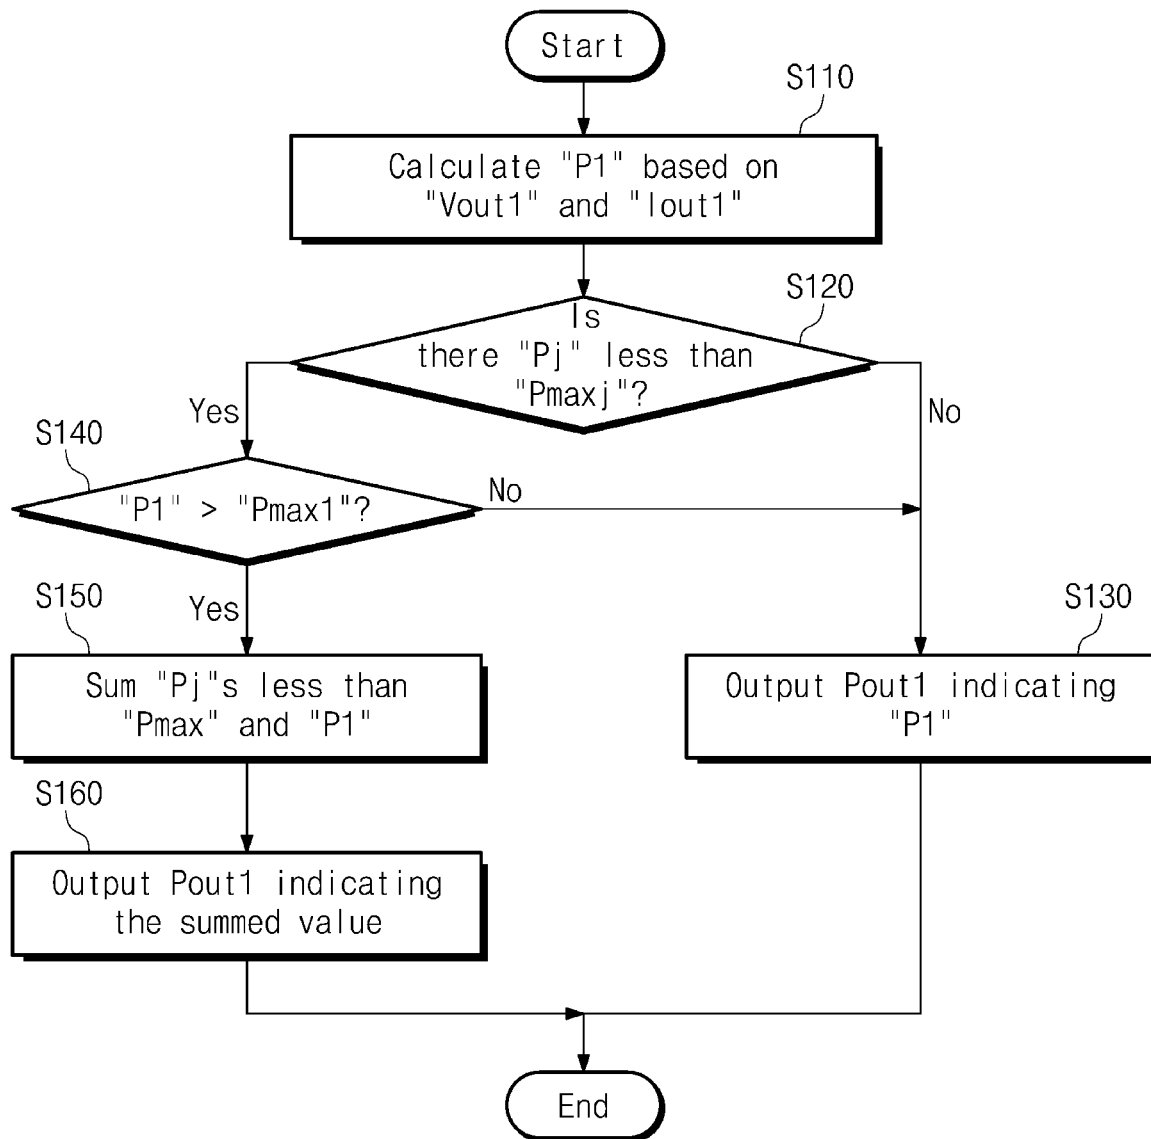 Start
S110
Calculate "P1" based on
"Vout1" and "Iout1"
S120
Is
there "Pj" less than
"Pmaxj"?
Yes
No
S140
"P1" > "Pmax1"?
No
Yes
S150
Sum "Pj"s less than
"Pmax" and "P1"
S130
Output Pout1 indicating
"P1"
S160
Output Pout1 indicating
the summed value
End